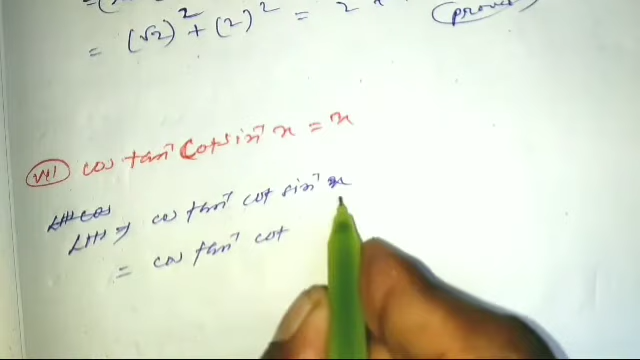 = (√2)² + (2)² = 2 + (prove
(vii) cos tan⁻¹ Cot sin⁻¹ x = x
LHS ⇒ cos tan⁻¹ cot sin⁻¹ x
= cos tan⁻¹ cot